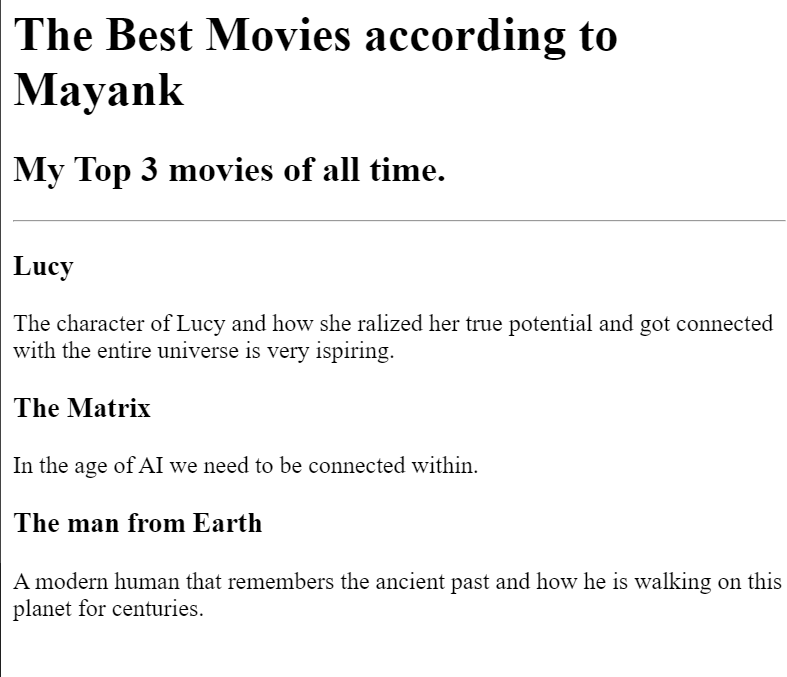 The Best Movies according to
Mayank
My Top 3 movies of all time.
Lucy
The character of Lucy and how she ralized her true potential and got connected
with the entire universe is very ispiring.
The Matrix
In the age of AI we need to be connected within.
The man from Earth
A modern human that remembers the ancient past and how he is walking on this
planet for centuries.